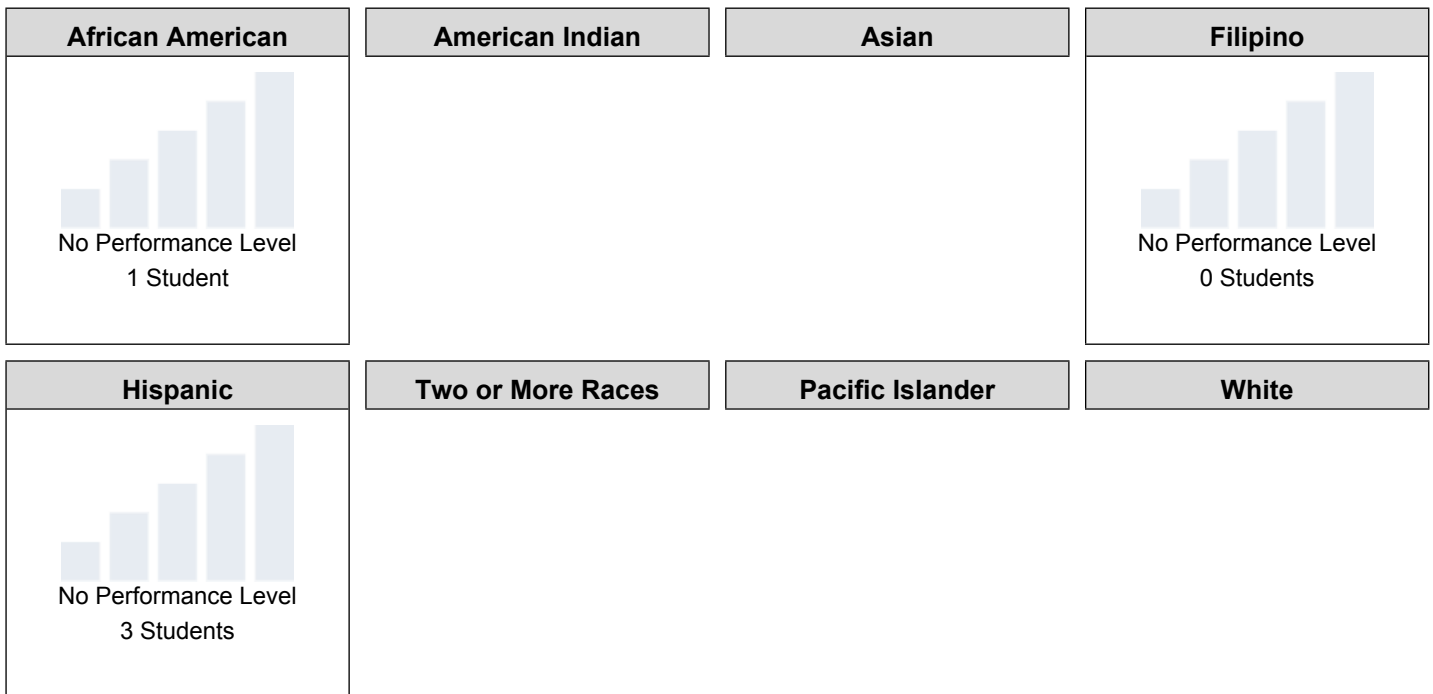 African American
American Indian
Asian
Filipino
No Performance Level
1 Student
No Performance Level
0 Students
Hispanic
Two or More Races
Pacific Islander
White
No Performance Level
3 Students